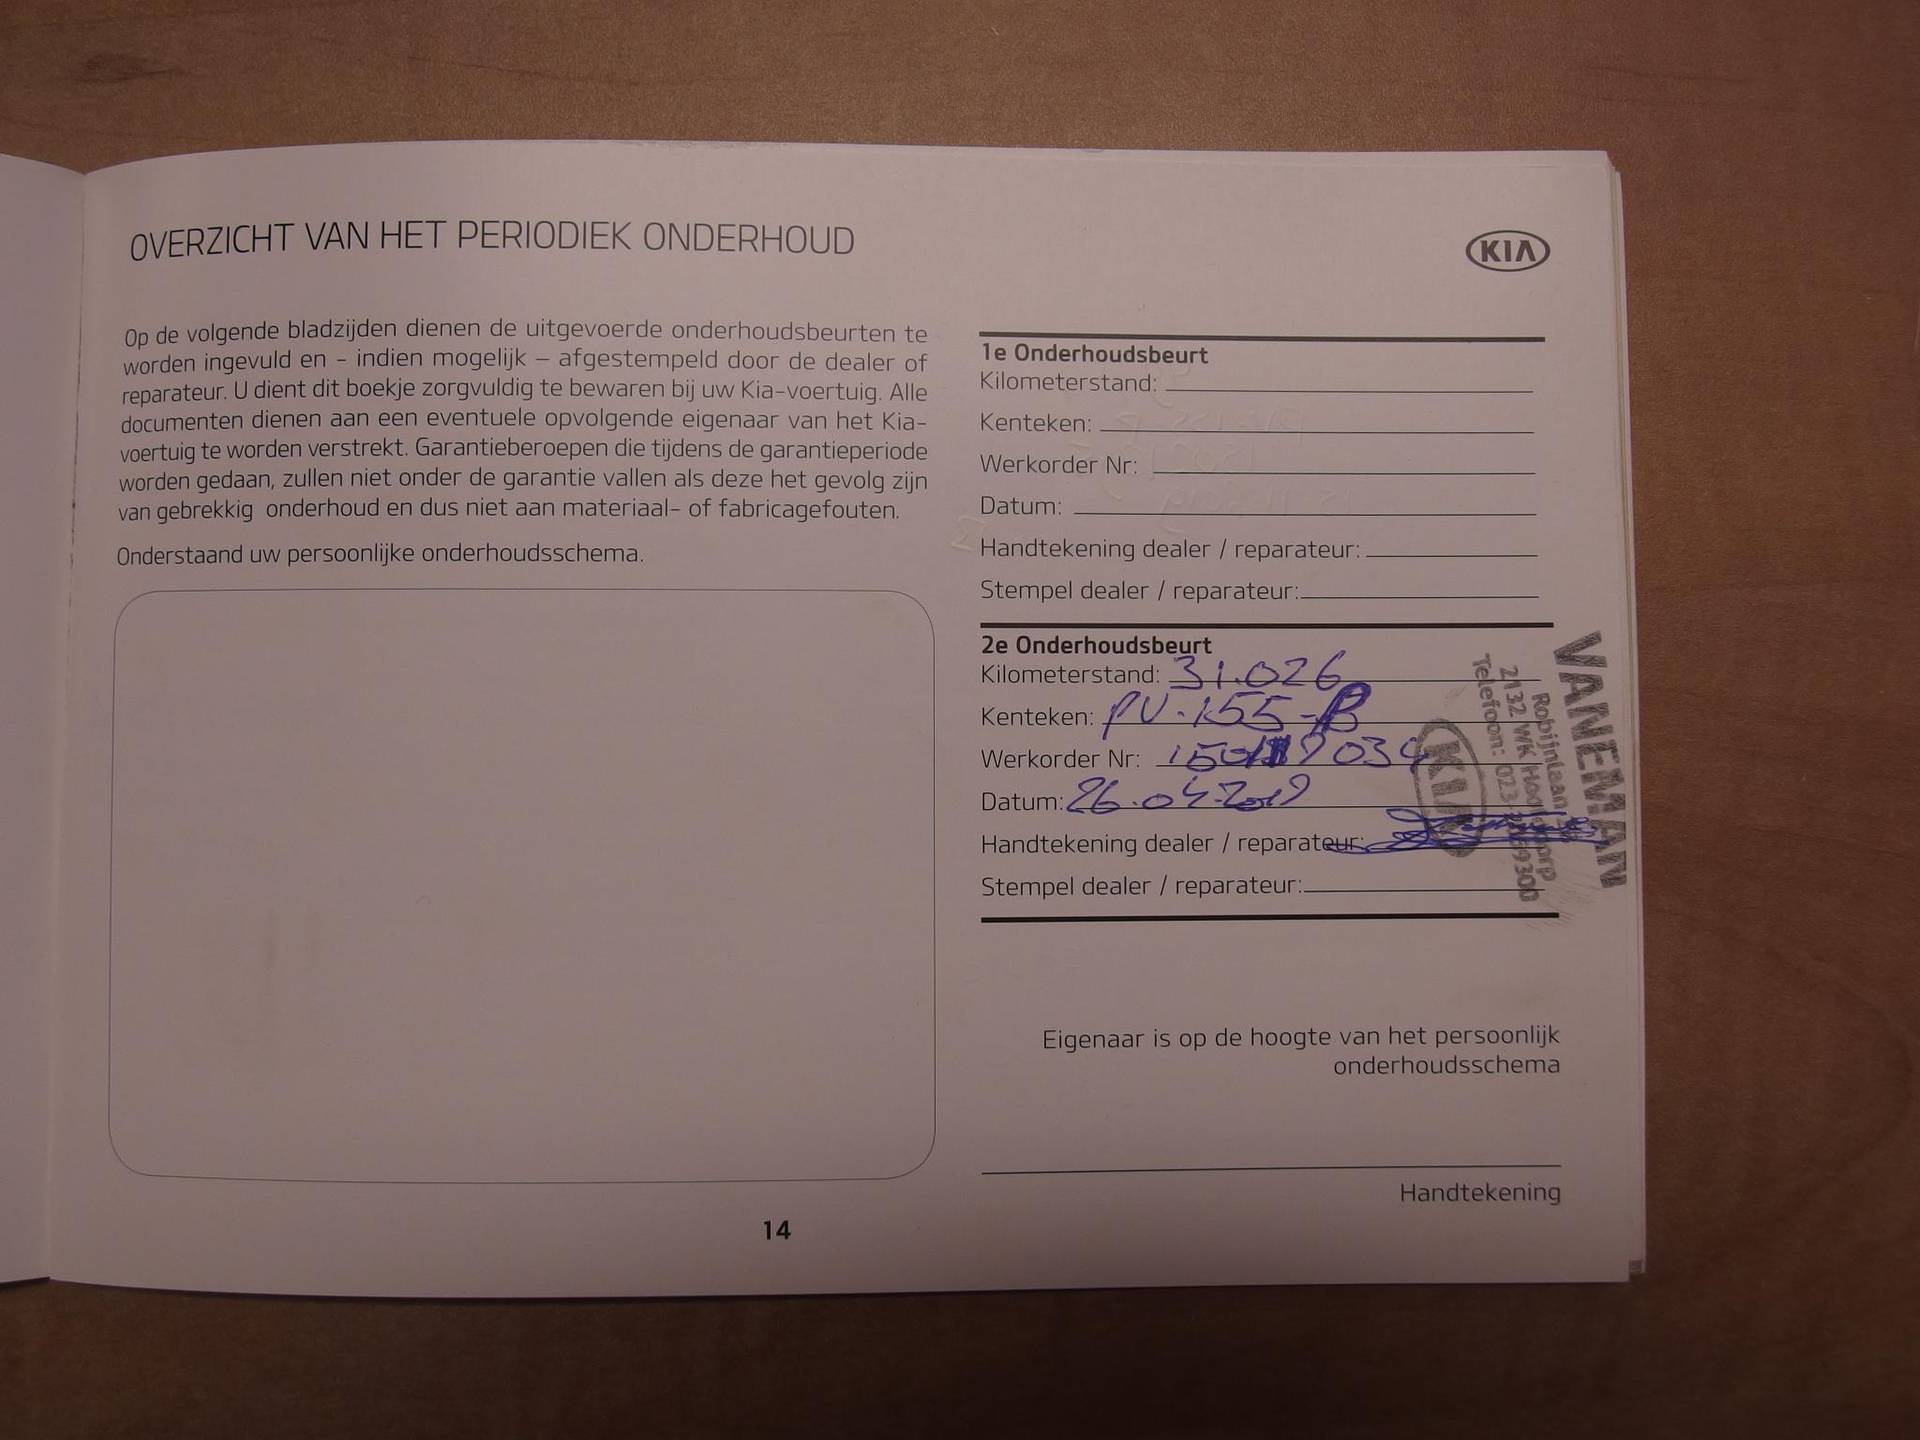 OVERZICHT VAN HET PERIODIEK ONDERHOUD
KIA
Op de volgende bladzijden dienen de uitgevoerde onderhoudsbeurten te
worden ingevuld en – indien mogelijk – afgestempeld door de dealer of
reparateur. U dient dit boekje zorgvuldig te bewaren bij uw Kia-voertuig. Alle
documenten dienen aan een eventuele opvolgende eigenaar van het Kia-
voertuig te worden verstrekt. Garantieberoepen die tijdens de garantieperiode
worden gedaan, zullen niet onder de garantie vallen als deze het gevolg zijn
van gebrekkig onderhoud en dus niet aan materiaal- of fabricagefouten.
Onderstaand uw persoonlijke onderhoudsschema.
1e Onderhoudsbeurt
Kilometerstand:
Kenteken:
Werkorder Nr:
Datum:
Handtekening dealer / reparateur:
Stempel dealer / reparateur:
2e Onderhoudsbeurt
Kilometerstand: 31.026
Kenteken: PV-155-B
Werkorder Nr:
Datum: 26-04-2019
Handtekening dealer / reparateur:
Stempel dealer / reparateur:
VANEMAN
Robijnlaan
2132 WK
Telefoon: 023
KIA
Eigenaar is op de hoogte van het persoonlijk
onderhoudsschema
Handtekening
14